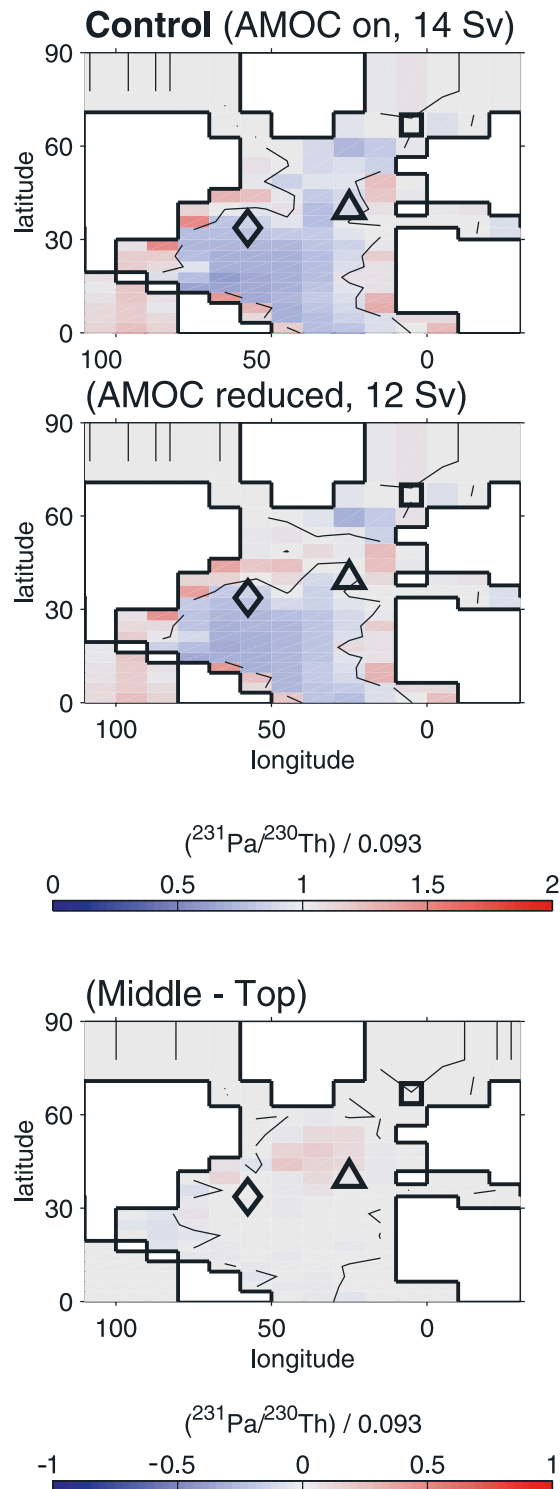 Control (AMOC on, 14 Sv)
90
60
30
0
latitude
100 50 0
(AMOC reduced, 12 Sv)
90
60
30
0
latitude
100 50 0
longitude
(²³¹Pa/²³⁰Th) / 0.093
0 0.5 1 1.5 2
(Middle - Top)
90
60
30
0
latitude
100 50 0
longitude
(²³¹Pa/²³⁰Th) / 0.093
-1 -0.5 0 0.5 1